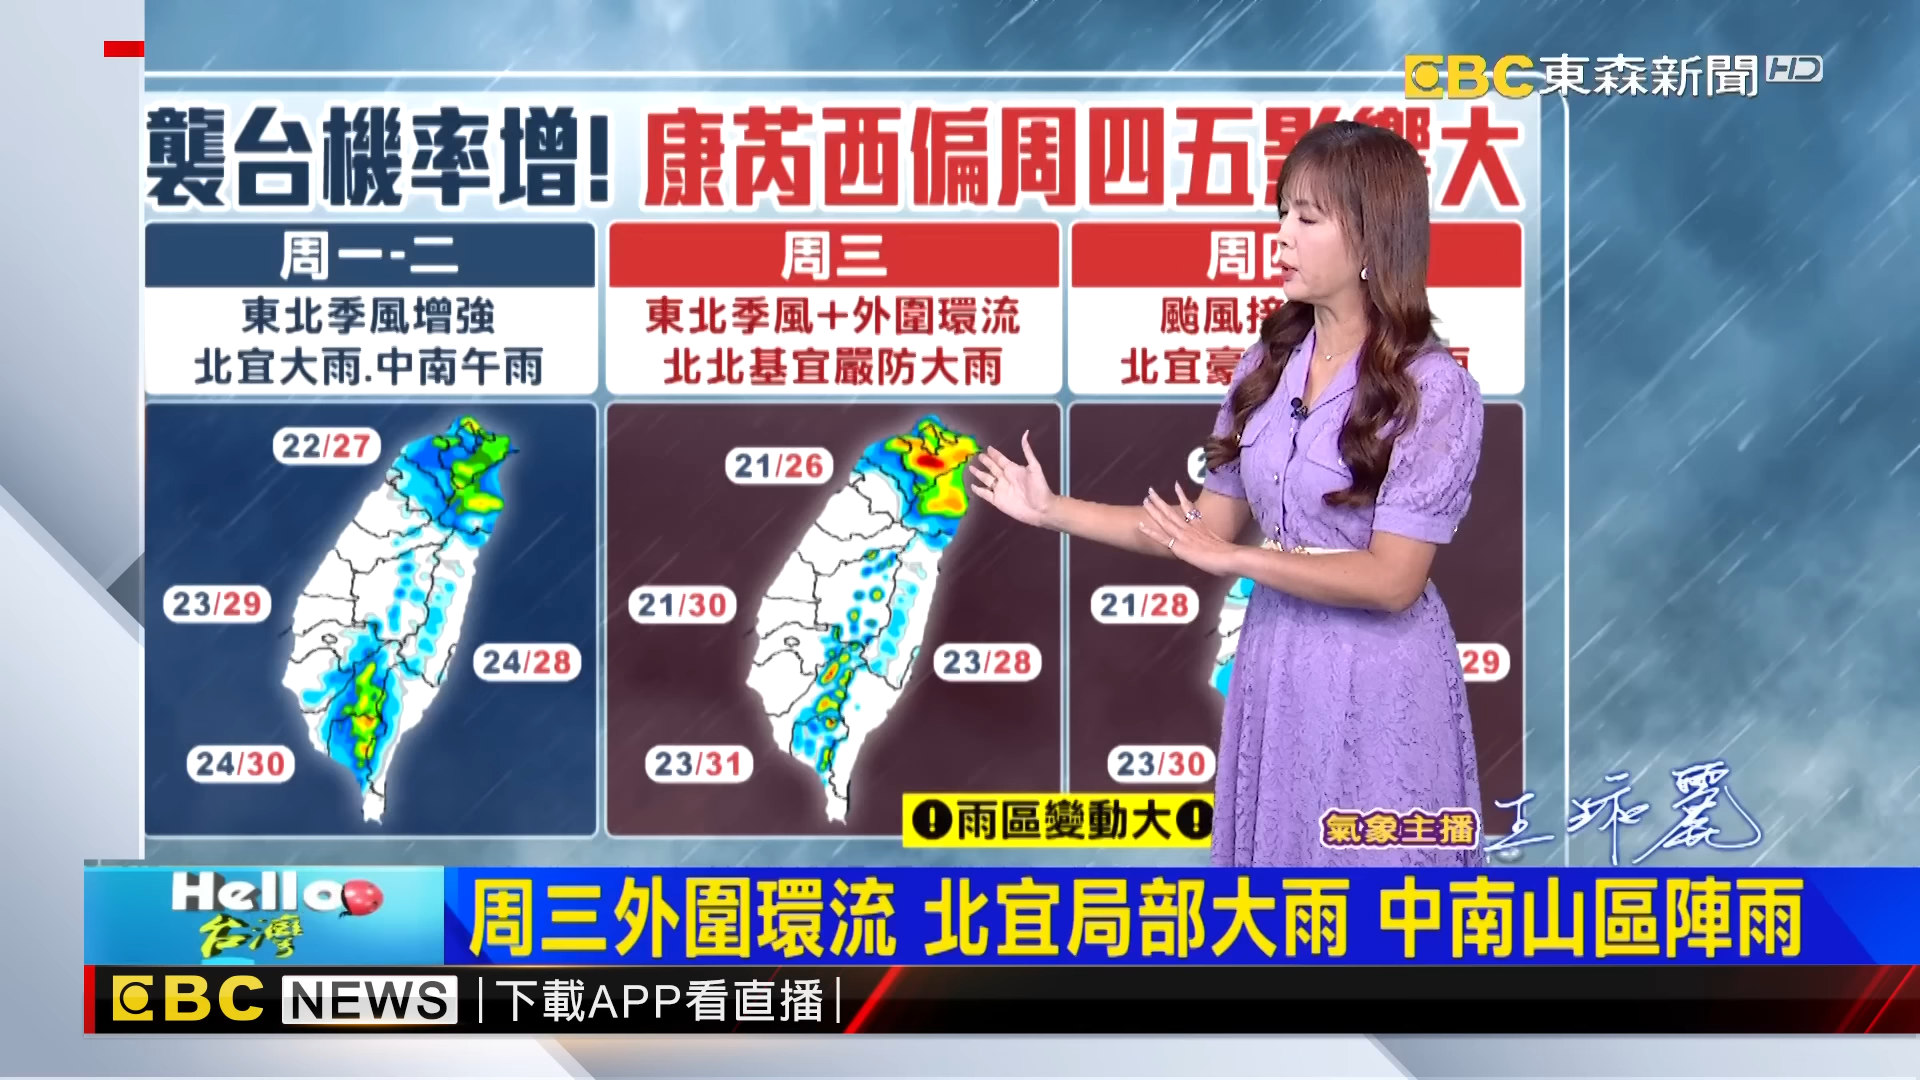 EBC東森新聞HD
襲台機率增! 康芮西偏周四五影響大
周一-二
東北季風增強
北宜大雨.中南午雨
22/27
23/29
24/28
24/30
周三
東北季風+外圍環流
北北基宜嚴防大雨
21/26
21/30
23/28
23/31
周四
颱風接
北宜豪
21/28
29
23/30
!雨區變動大!
氣象主播
Hello
台灣
周三外圍環流 北宜局部大雨 中南山區陣雨
EBC NEWS |下載APP看直播|